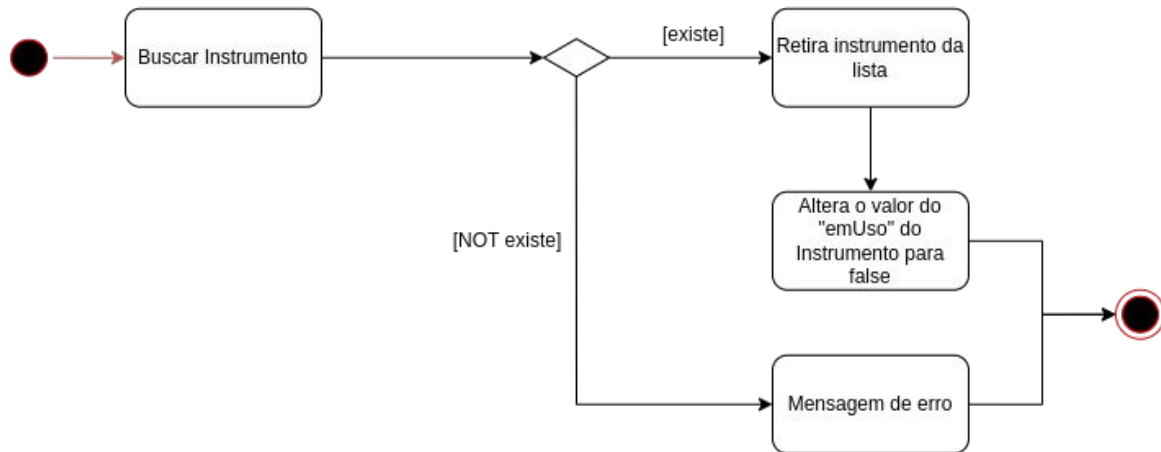 Buscar Instrumento
[existe]
Retira instrumento da
lista
[NOT existe]
Altera o valor do
"emUso" do
Instrumento para
false
Mensagem de erro